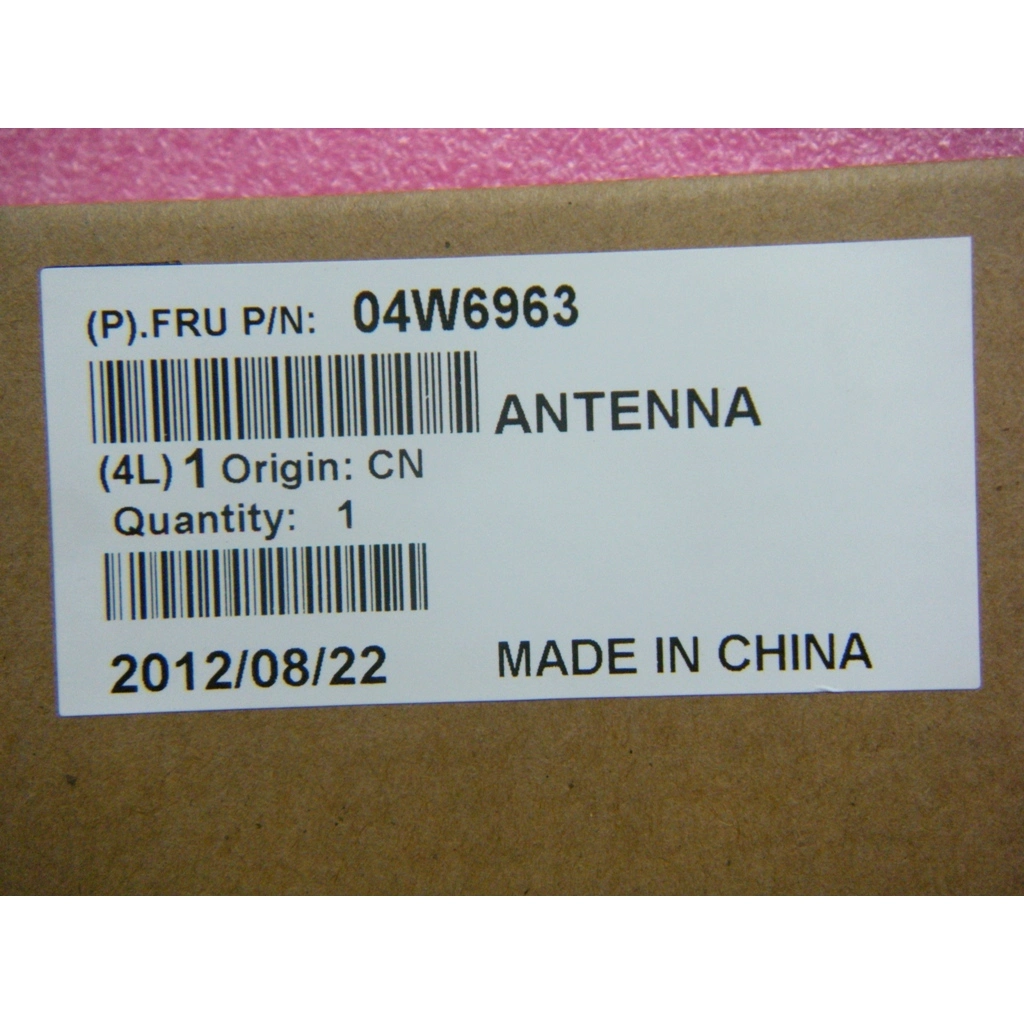 (P).FRU P/N: 04W6963
ANTENNA
(4L) 1 Origin: CN
Quantity: 1
2012/08/22 MADE IN CHINA